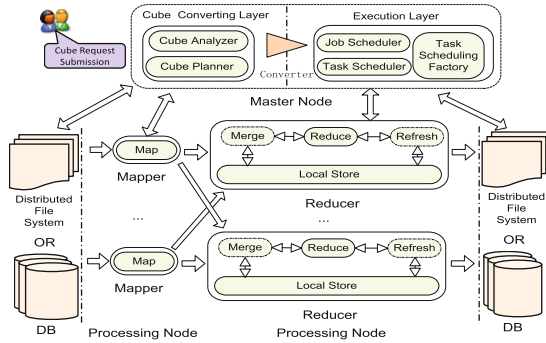 Cube Converting Layer
Execution Layer
Cube Request
Submission
Cube Analyzer
Cube Planner
Converter
Job Scheduler
Task Scheduler
Task
Scheduling
Factory
Master Node
Map
Mapper
Merge
Reduce
Refresh
Local Store
Reducer
Distributed
File
System
OR
DB
...
...
Map
Mapper
Merge
Reduce
Refresh
Local Store
Reducer
Distributed
File
System
OR
DB
Processing Node
Processing Node